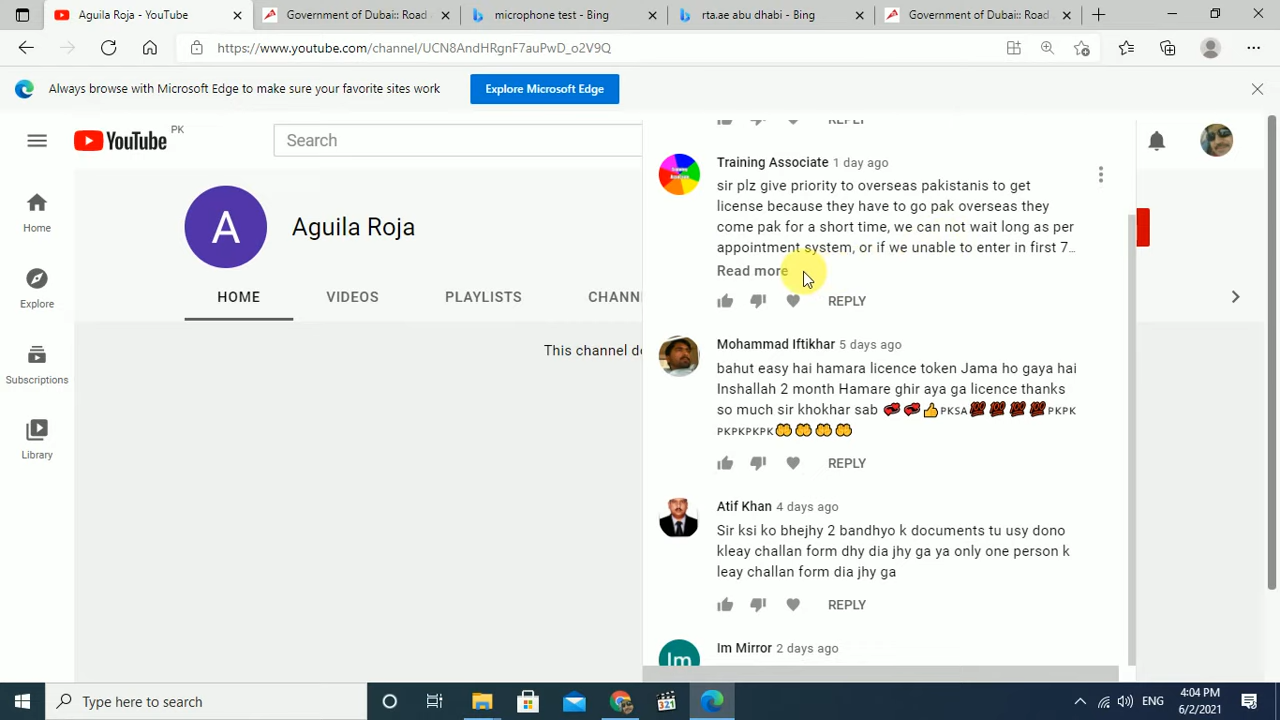 Aguila Roja - YouTube
Government of Dubai:: Road
microphone test - Bing
rta.ae abu dhabi - Bing
Government of Dubai:: Road
https://www.youtube.com/channel/UCN8AndHRgnF7auPwD_o2V9Q
Always browse with Microsoft Edge to make sure your favorite sites work
Explore Microsoft Edge
YouTube PK
Search
REPLY
Home
Explore
Subscriptions
Library
A
Aguila Roja
HOME
VIDEOS
PLAYLISTS
CHANN
This channel do
Training Associate 1 day ago
sir plz give priority to overseas pakistanis to get
license because they have to go pak overseas they
come pak for a short time, we can not wait long as per
appointment system, or if we unable to enter in first 7…
Read more
REPLY
Mohammad Iftikhar 5 days ago
bahut easy hai hamara licence token Jama ho gaya hai
Inshallah 2 month Hamare ghir aya ga licence thanks
so much sir khokhar sab 💞💞👍PKSA💯💯💯💯PKPK
PKPKPKPK🤲🤲🤲🤲
REPLY
Atif Khan 4 days ago
Sir ksi ko bhejhy 2 bandhyo k documents tu usy dono
kleay challan form dhy dia jhy ga ya only one person k
leay challan form dia jhy ga
REPLY
Im
Im Mirror 2 days ago
Type here to search
321
ENG
4:04 PM
6/2/2021